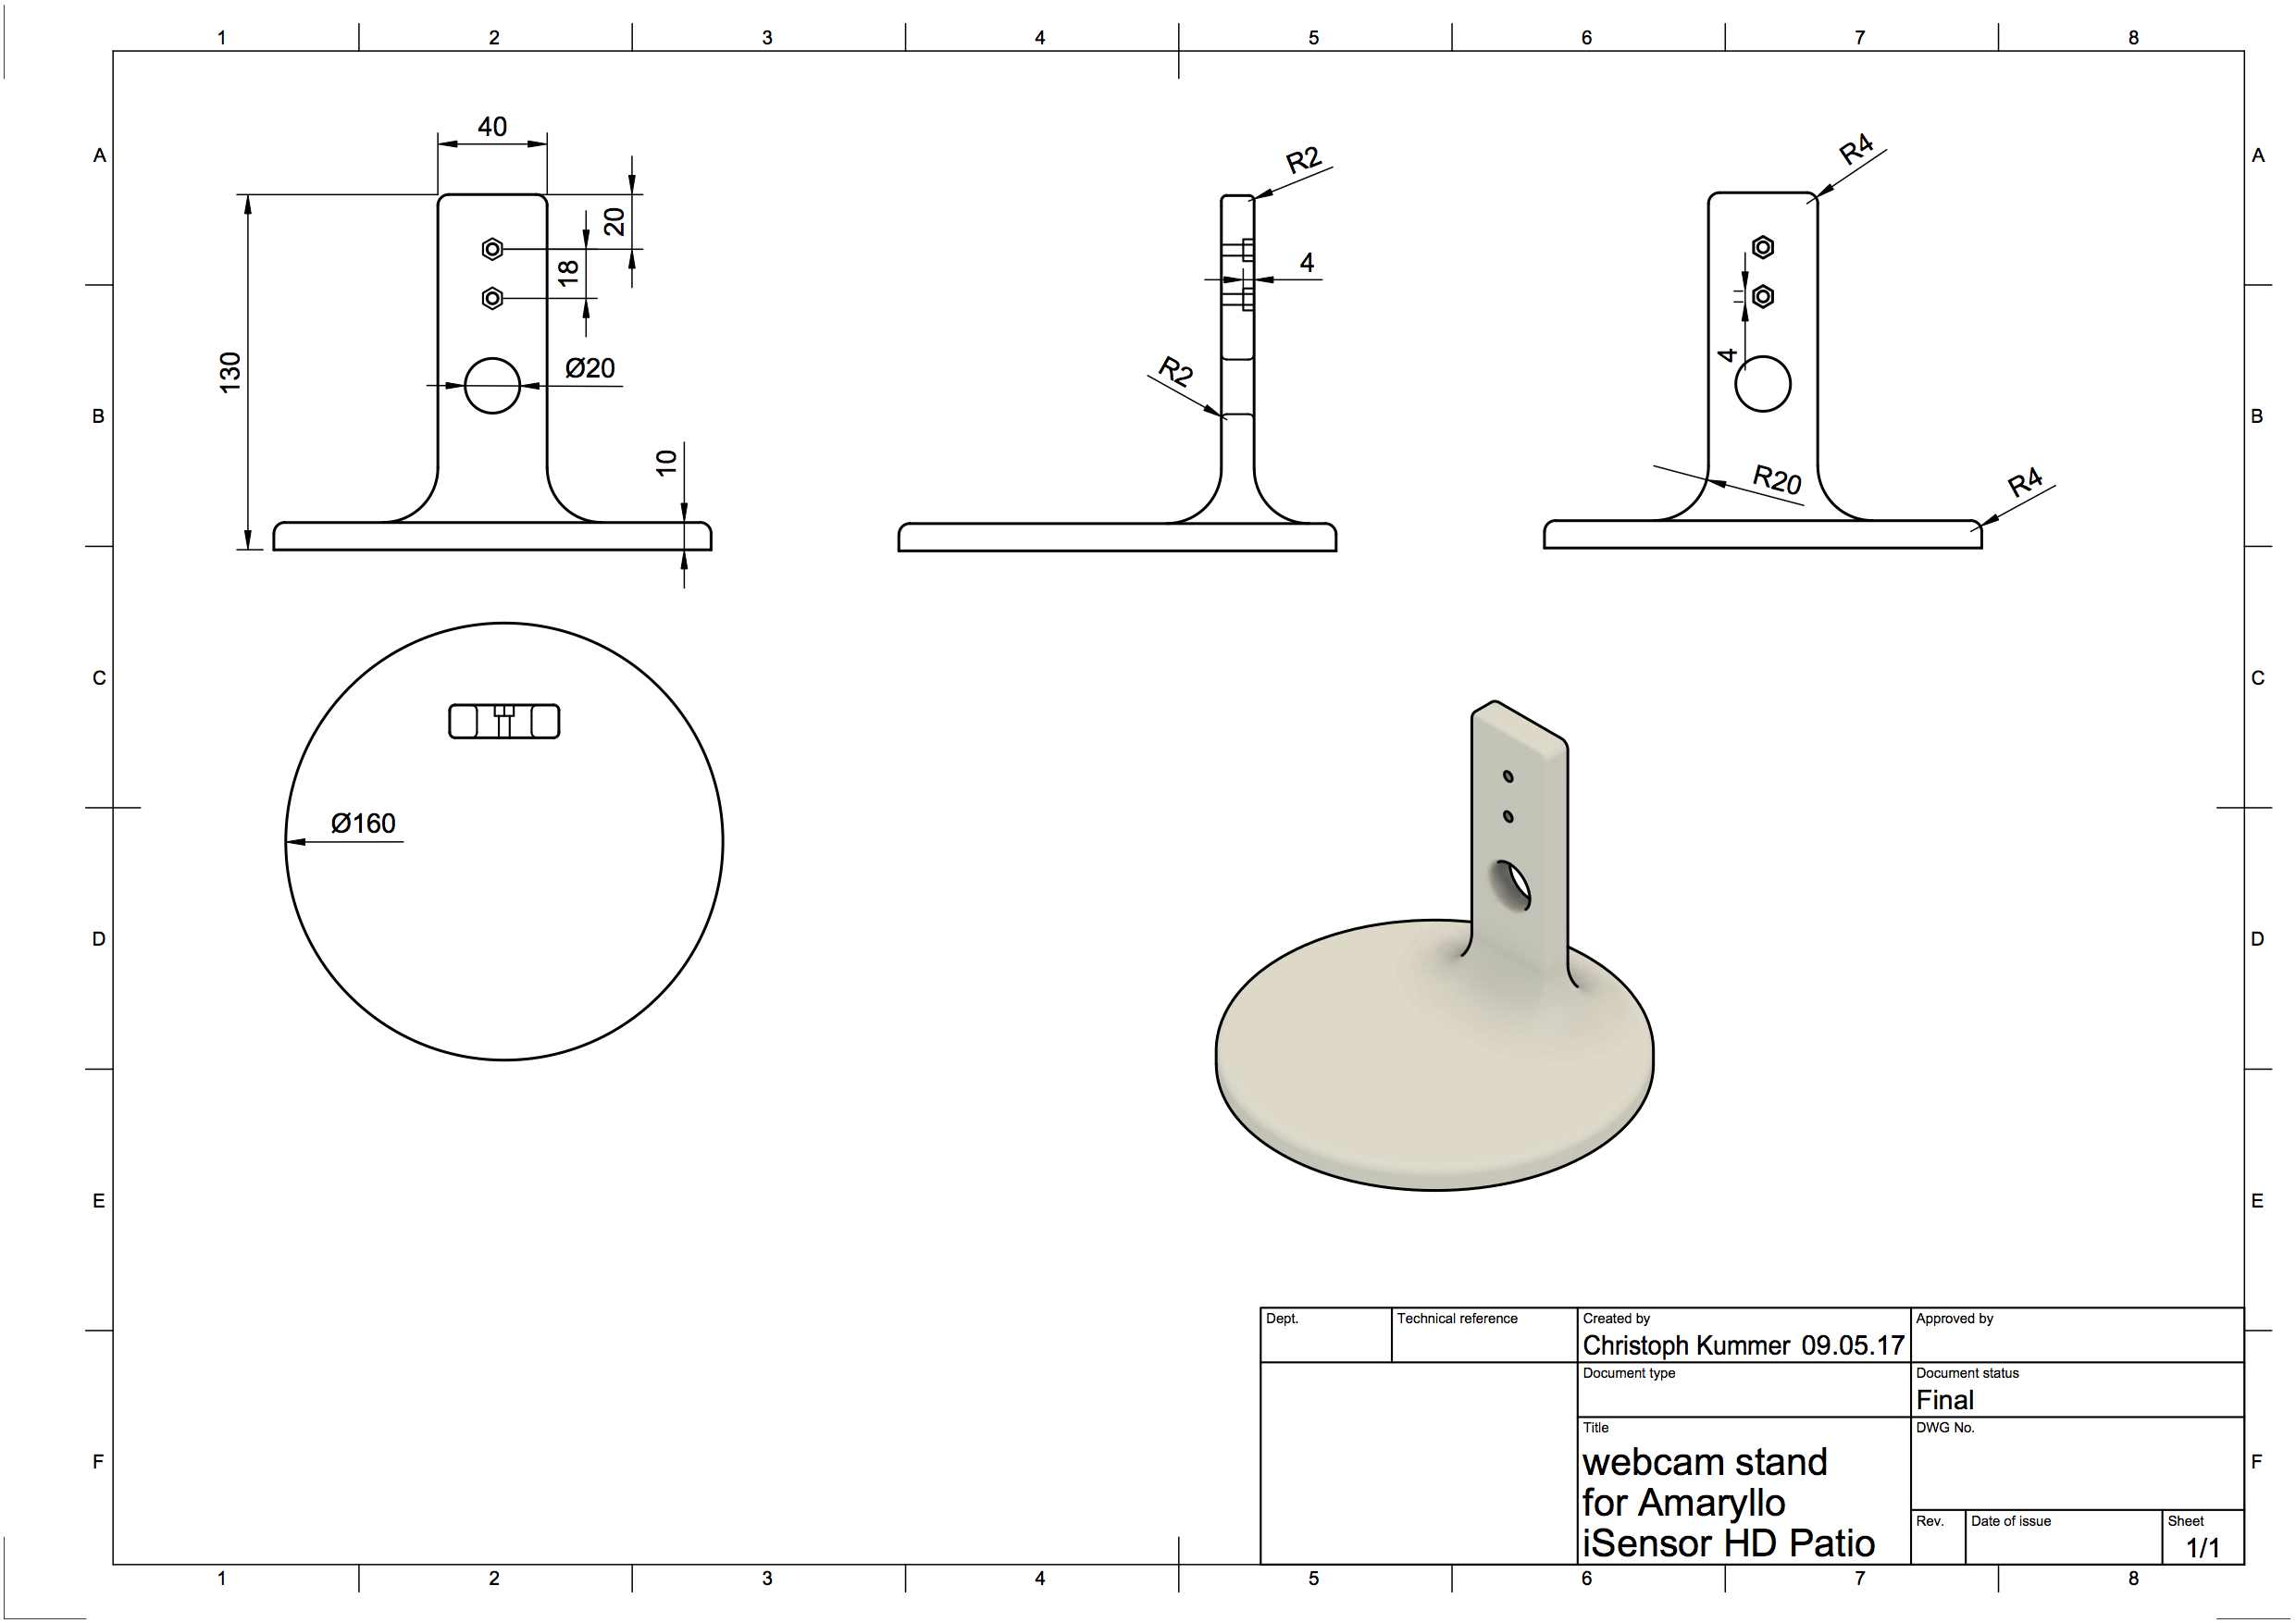 1 2 3 4 5 6 7 8
A A
B B
C C
D D
E E
F F
40
20
18
130
Ø20
10
R2
4
R2
R4
4
R20
R4
Ø160
Dept.
Technical reference
Created by
Christoph Kummer 09.05.17
Approved by
Document type
Document status
Final
Title
webcam stand
for Amaryllo
iSensor HD Patio
DWG No.
Rev.
Date of issue
Sheet
1/1
1 2 3 4 5 6 7 8